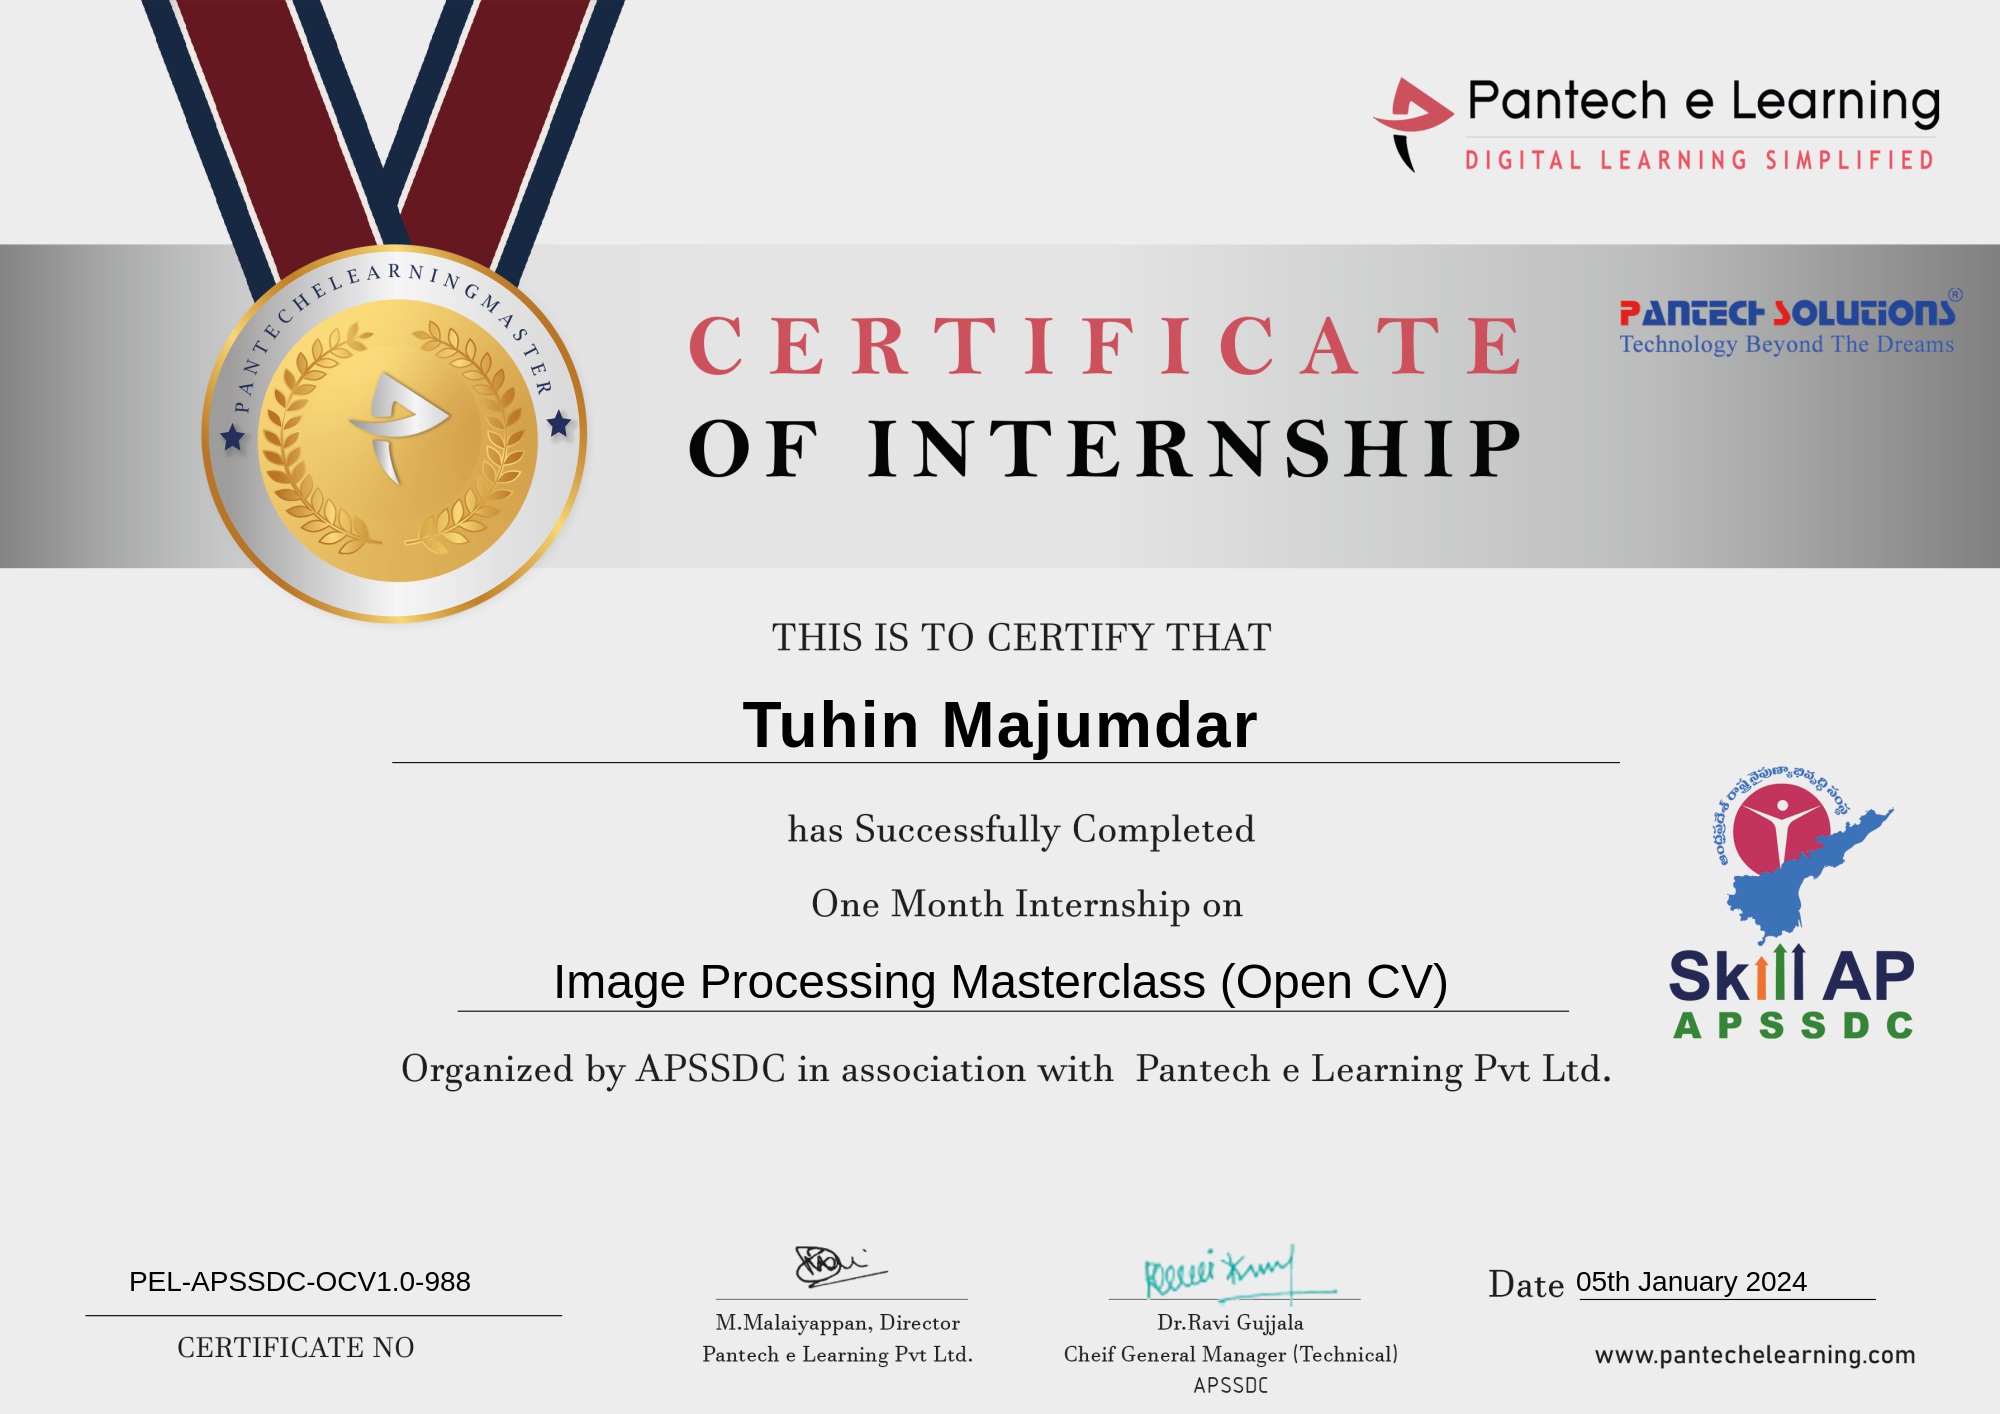 Pantech e Learning
DIGITAL LEARNING SIMPLIFIED
PANTECHELEARNINGMASTER
PANTECH SOLUTIONS®
Technology Beyond The Dreams
CERTIFICATE
OF INTERNSHIP
THIS IS TO CERTIFY THAT
Tuhin Majumdar
has Successfully Completed
One Month Internship on
Image Processing Masterclass (Open CV)
Organized by APSSDC in association with Pantech e Learning Pvt Ltd.
ఆంధ్రప్రదేశ్ రాష్ట్ర నైపుణ్యాభివృద్ధి సంస్థ
Skill AP
APSSDC
PEL-APSSDC-OCV1.0-988
CERTIFICATE NO
M.Malaiyappan, Director
Pantech e Learning Pvt Ltd.
Dr.Ravi Gujjala
Cheif General Manager (Technical)
APSSDC
Date 05th January 2024
www.pantechelearning.com